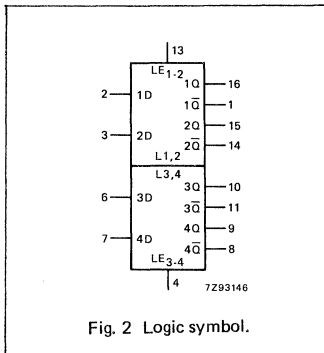 13
LE1-2
2 1D 1Q 16
1Q̅ 1
3 2D 2Q 15
2Q̅ 14
L1,2
L3,4
6 3D 3Q 10
3Q̅ 11
7 4D 4Q 9
4Q̅ 8
LE3-4
4
7Z93146
Fig. 2 Logic symbol.